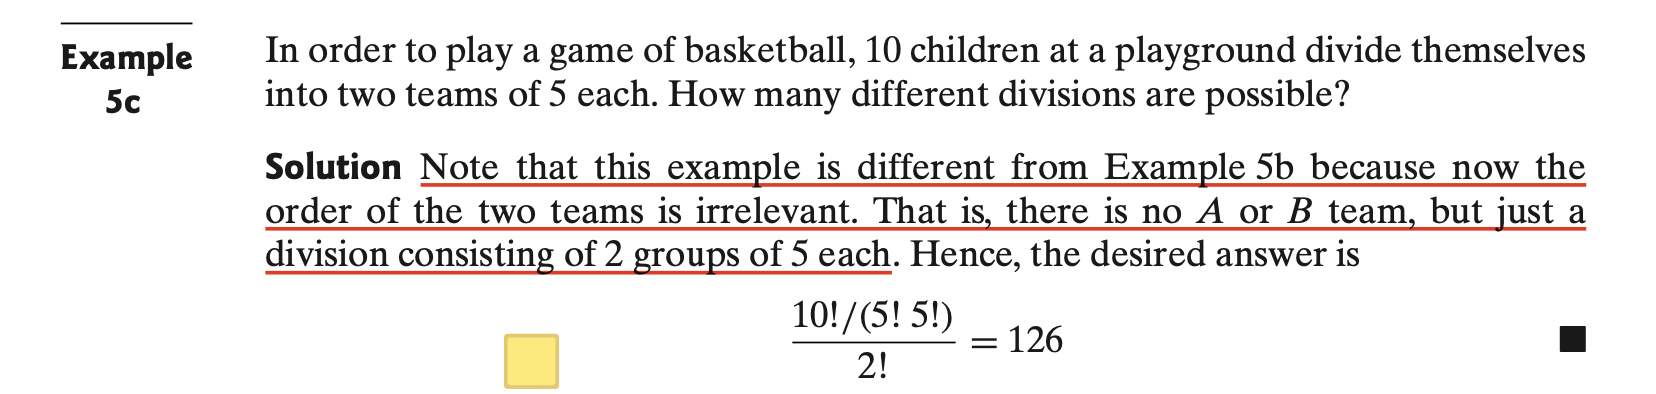 Example
5c
In order to play a game of basketball, 10 children at a playground divide themselves
into two teams of 5 each. How many different divisions are possible?
Solution Note that this example is different from Example 5b because now the
order of the two teams is irrelevant. That is, there is no A or B team, but just a
division consisting of 2 groups of 5 each. Hence, the desired answer is
10!/(5! 5!)
= 126
2!